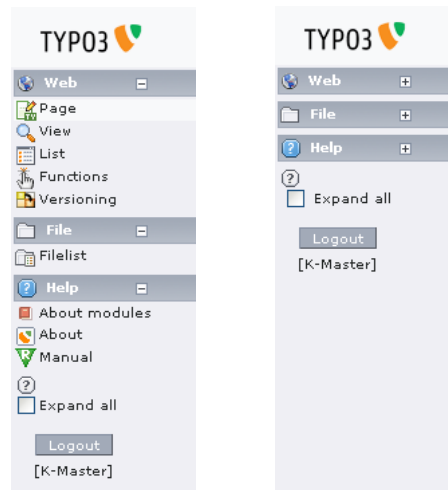 TYPO3
Web
Page
View
List
Functions
Versioning
File
Filelist
Help
About modules
About
Manual
Expand all
Logout
[K-Master]
TYPO3
Web
File
Help
Expand all
Logout
[K-Master]